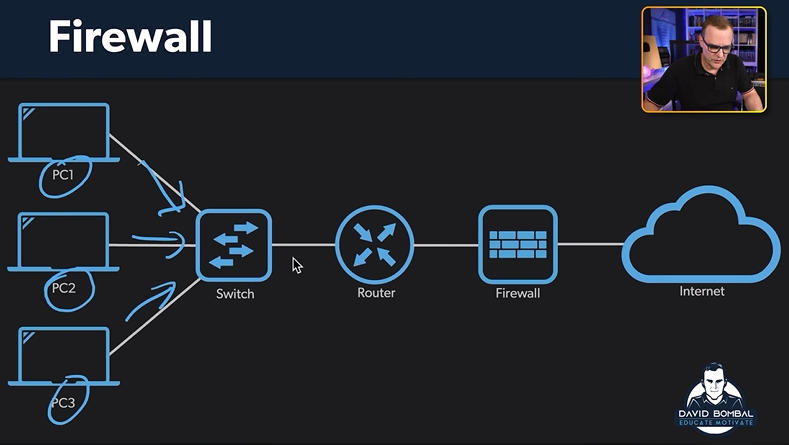 Firewall
PC1
PC2
PC3
Switch
Router
Firewall
Internet
DAVID BOMBAL
EDUCATE MOTIVATE